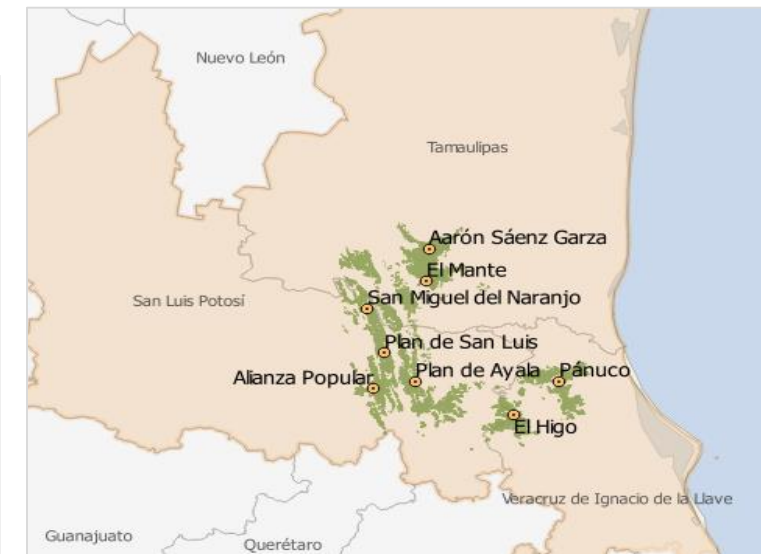 Nuevo León
Tamaulipas
Aarón Sáenz Garza
El Mante
San Luis Potosí
San Miguel del Naranjo
Plan de San Luis
Alianza Popular
Plan de Ayala
Pánuco
El Higo
Veracruz de Ignacio de la Llave
Guanajuato
Querétaro